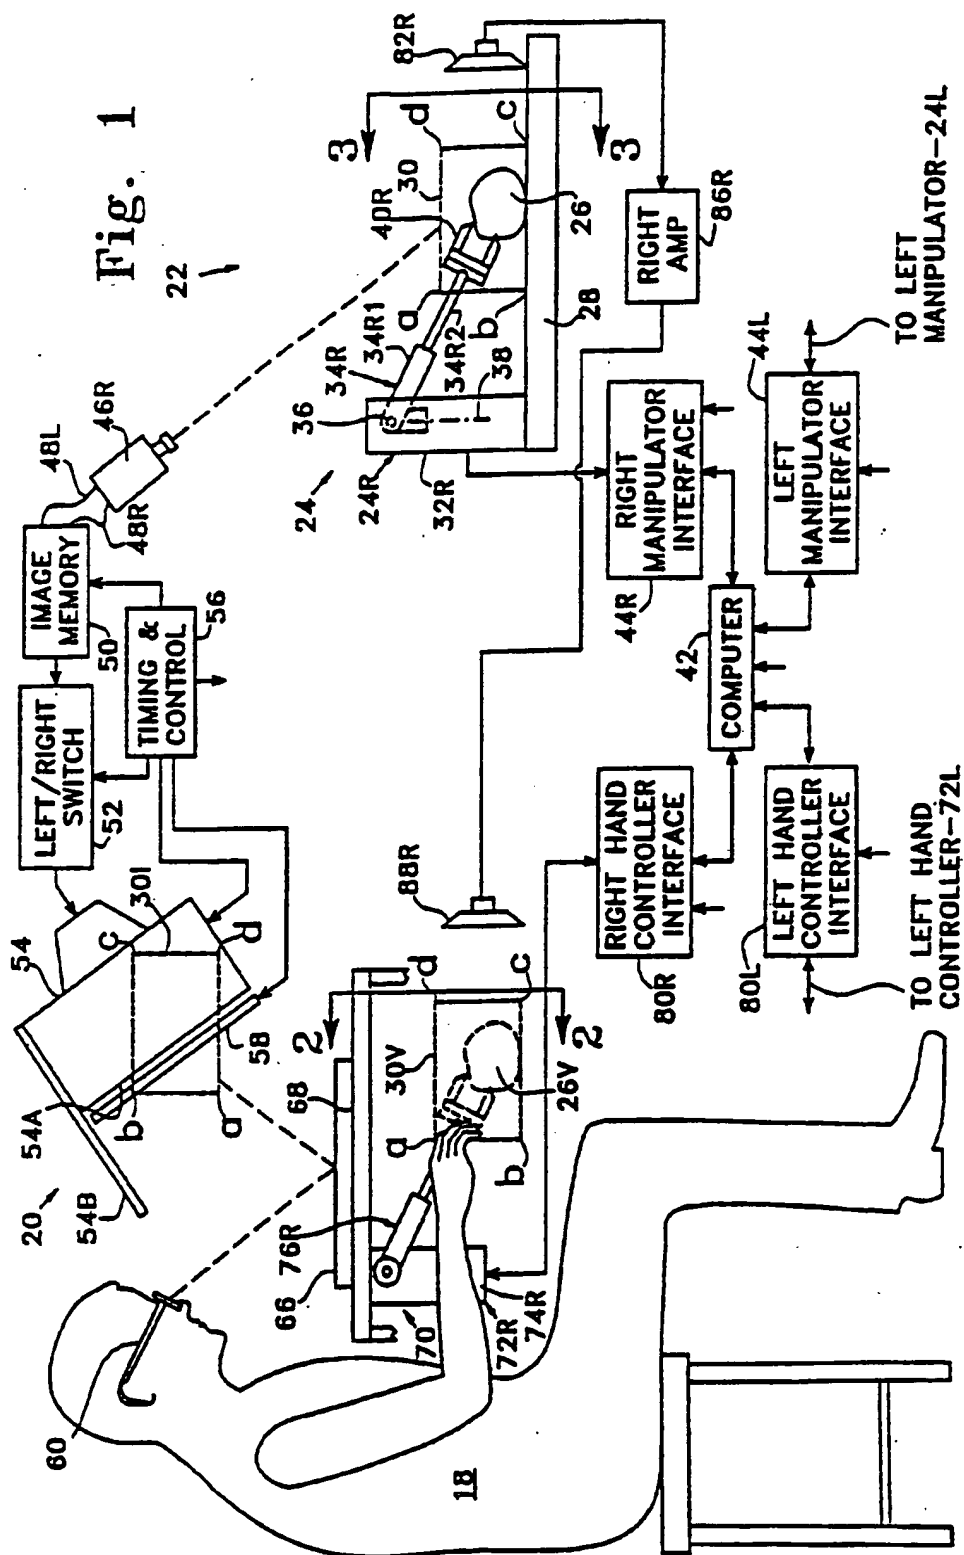 Fig. 1
22
20
54B
54A
54
b
c
301
a
d
58
LEFT/RIGHT
SWITCH
52
IMAGE
MEMORY
50
TIMING &
CONTROL
56
48L
46R
48R
60
18
66
68
70
76R
72R
74R
2
2
30V
a
b
d
c
26V
88R
24
24R
32R
36
34R
34R1
34R2
38
a
b
30
40R
d
c
3
3
26
28
82R
RIGHT
AMP
86R
RIGHT
MANIPULATOR
INTERFACE
44R
44L
LEFT
MANIPULATOR
INTERFACE
TO LEFT
MANIPULATOR-24L
42
COMPUTER
RIGHT HAND
CONTROLLER
INTERFACE
80R
LEFT HAND
CONTROLLER
INTERFACE
80L
TO LEFT HAND
CONTROLLER-72L